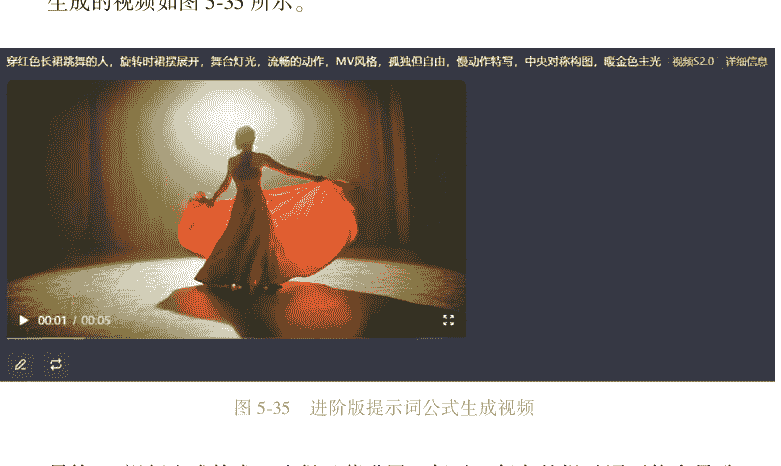 生成的视频如图 5-35 所示。
穿红色长裙跳舞的人，旋转时裙摆展开，舞台灯光，流畅的动作，MV风格，孤独但自由，慢动作特写，中央对称构图，暖金色主光 视频S2.0 详细信息
00:01 / 00:05
图 5-35 进阶版提示词公式生成视频